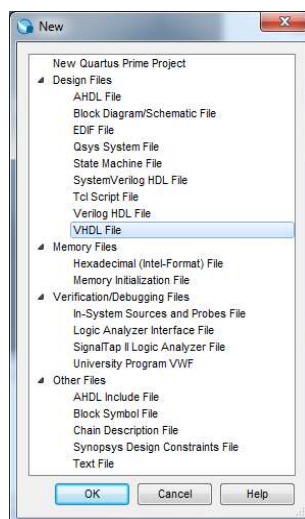 New
New Quartus Prime Project
Design Files
AHDL File
Block Diagram/Schematic File
EDIF File
Qsys System File
State Machine File
SystemVerilog HDL File
Tcl Script File
Verilog HDL File
VHDL File
Memory Files
Hexadecimal (Intel-Format) File
Memory Initialization File
Verification/Debugging Files
In-System Sources and Probes File
Logic Analyzer Interface File
SignalTap II Logic Analyzer File
University Program VWF
Other Files
AHDL Include File
Block Symbol File
Chain Description File
Synopsys Design Constraints File
Text File
OK Cancel Help